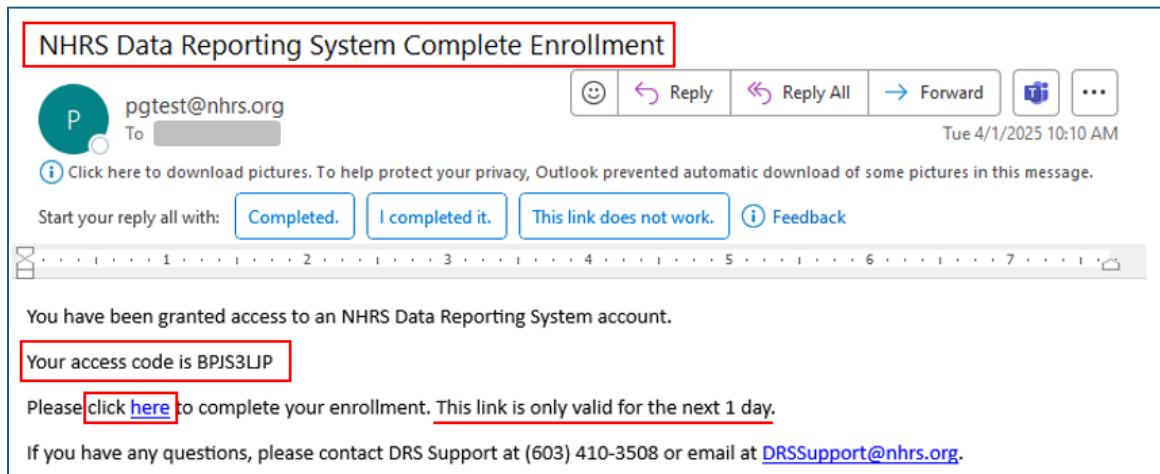 NHRS Data Reporting System Complete Enrollment
P
pgtest@nhrs.org
To
Reply
Reply All
Forward
Tue 4/1/2025 10:10 AM
Click here to download pictures. To help protect your privacy, Outlook prevented automatic download of some pictures in this message.
Start your reply all with: Completed. I completed it. This link does not work. Feedback
1 2 3 4 5 6 7
You have been granted access to an NHRS Data Reporting System account.
Your access code is BPJS3LJP
Please click here to complete your enrollment. This link is only valid for the next 1 day.
If you have any questions, please contact DRS Support at (603) 410-3508 or email at DRSSupport@nhrs.org.